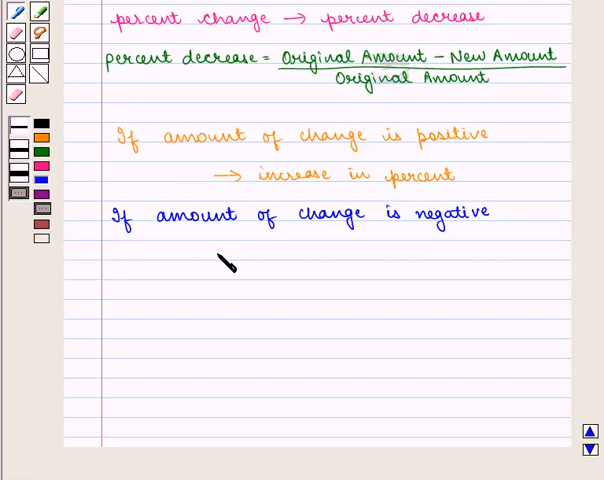 percent change → percent decrease
percent decrease = Original Amount - New Amount
Original Amount
If amount of change is positive
→ increase in percent
If amount of change is negative